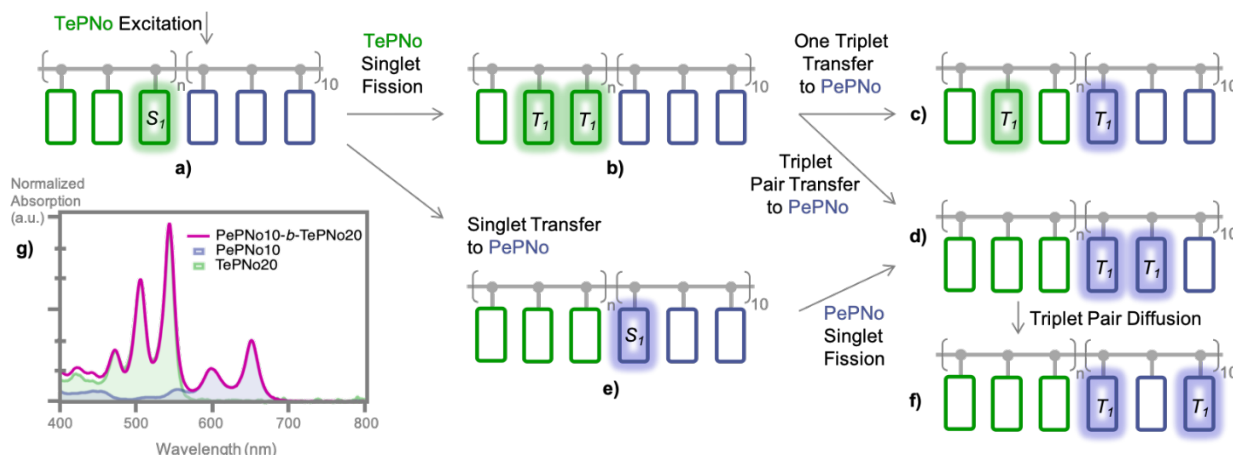 TePNo Excitation
S1
n
10
a)
TePNo
Singlet
Fission
T1
T1
n
10
b)
One Triplet
Transfer
to PePNo
T1
T1
n
10
c)
Triplet
Pair Transfer
to PePNo
Singlet Transfer
to PePNo
S1
n
10
e)
PePNo
Singlet
Fission
T1
T1
n
10
d)
Triplet Pair Diffusion
T1
T1
n
10
f)
Normalized
Absorption
(a.u.)
g)
PePNo10-b-TePNo20
PePNo10
TePNo20
400
500
600
700
800
Wavelength (nm)